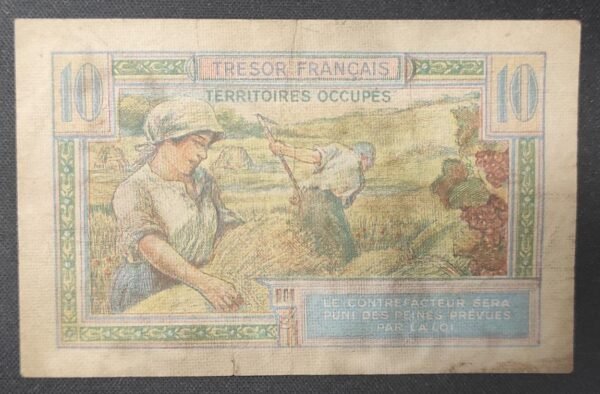 10
TRESOR FRANÇAIS
10
TERRITOIRES OCCUPÉS
LE CONTREFACTEUR SERA
PUNI DES PEINES PRÉVUES
PAR LA LOI